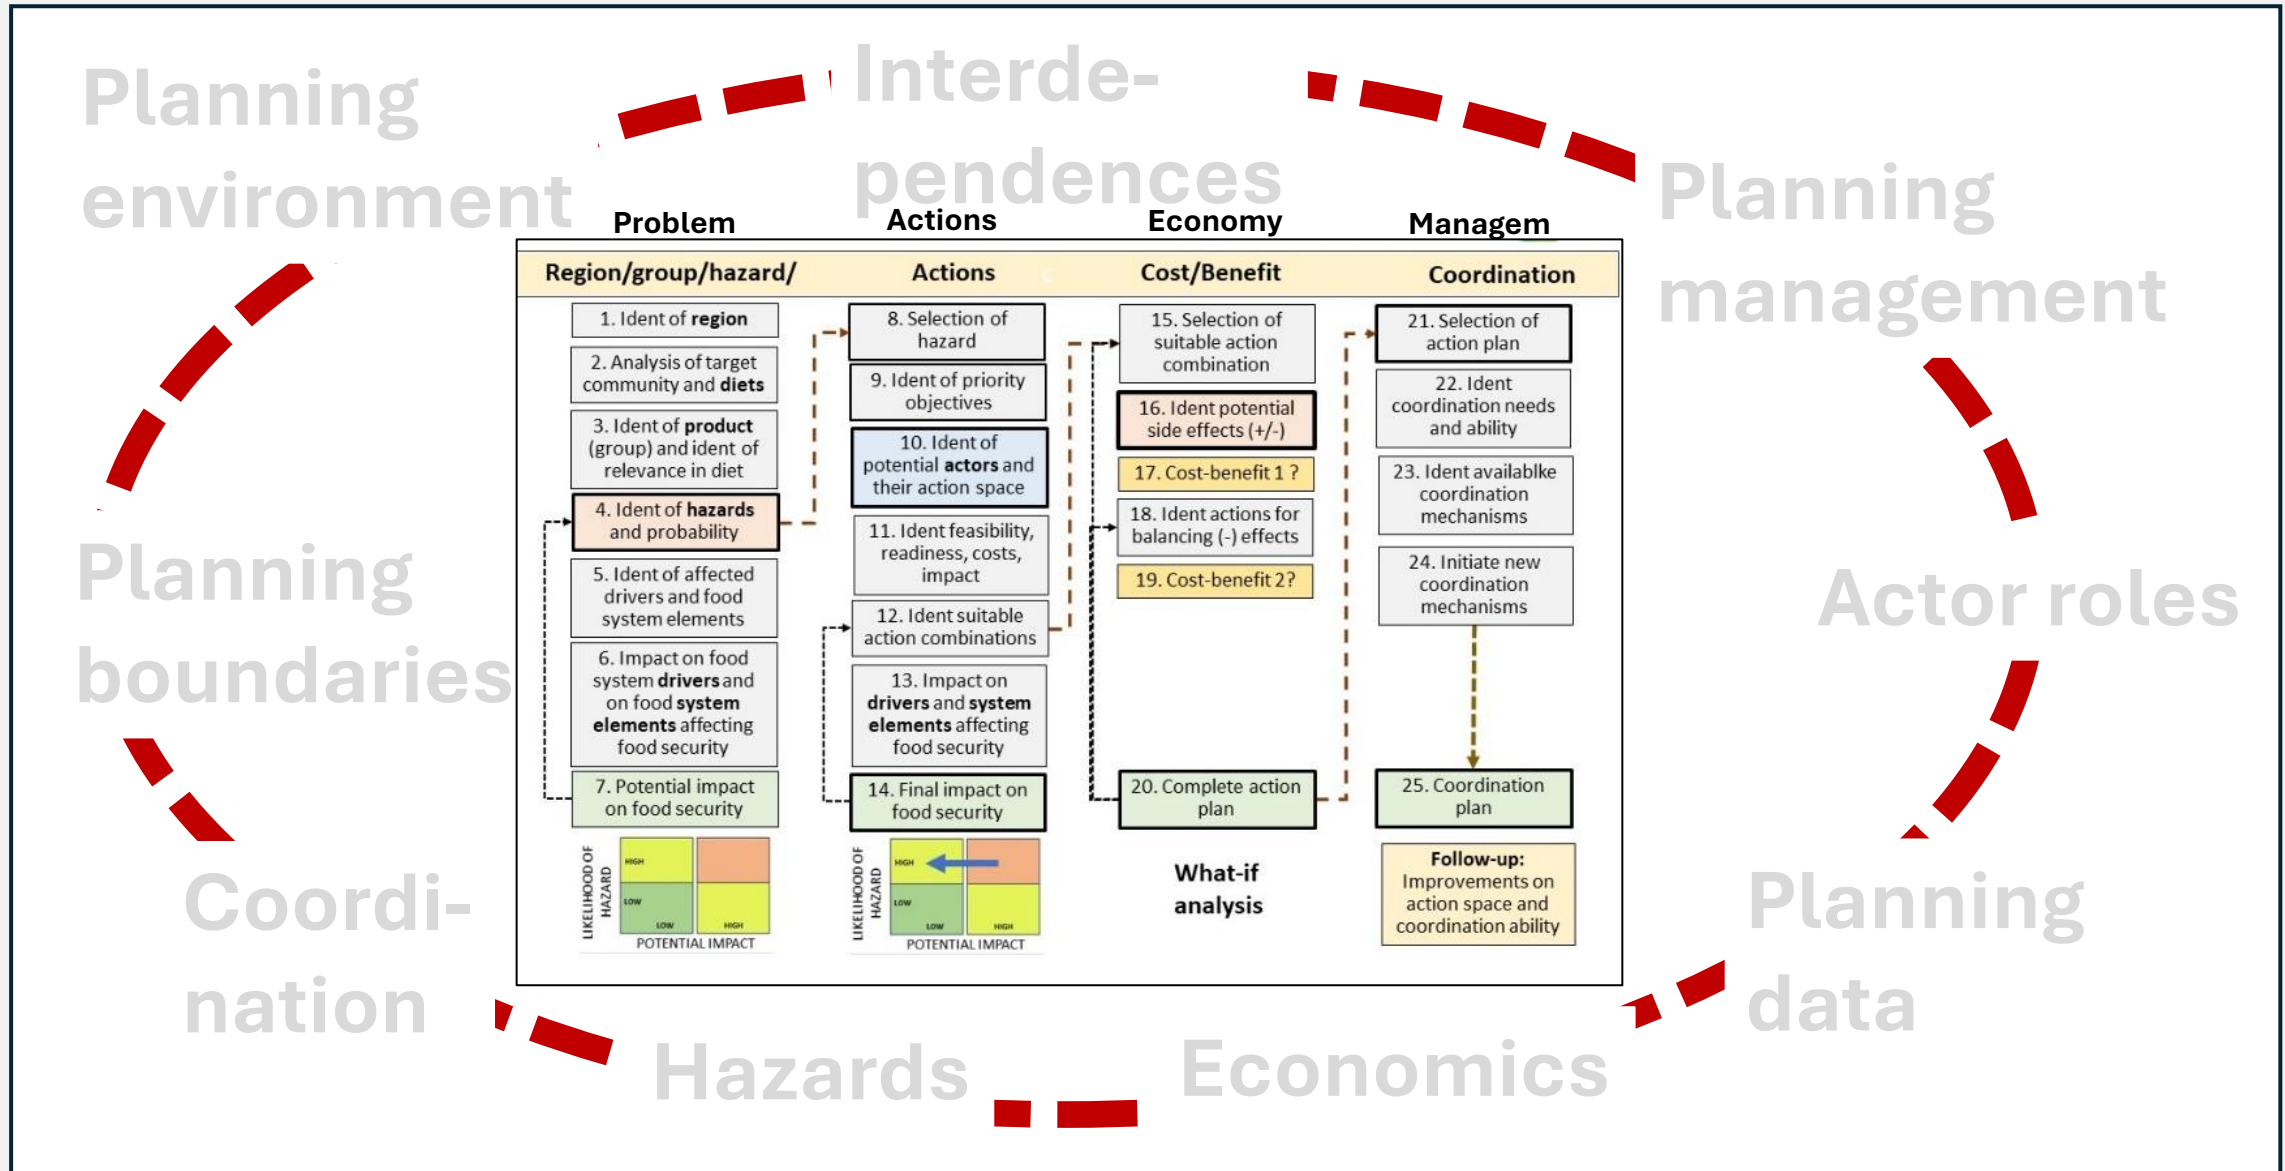 Planning
environment
Interde-
pendences
Planning
management
Planning
boundaries
Actor roles
Coordi-
nation
Planning
data
Hazards
Economics
Problem
Actions
Economy
Managem
Region/group/hazard/
Actions
Cost/Benefit
Coordination
1. Ident of region
2. Analysis of target
community and diets
3. Ident of product
(group) and ident of
relevance in diet
4. Ident of hazards
and probability
5. Ident of affected
drivers and food
system elements
6. Impact on food
system drivers and
on food system
elements affecting
food security
7. Potential impact
on food security
LIKELIHOOD OF
HAZARD
HIGH
LOW
LOW
HIGH
POTENTIAL IMPACT
8. Selection of
hazard
9. Ident of priority
objectives
10. Ident of
potential actors and
their action space
11. Ident feasibility,
readiness, costs,
impact
12. Ident suitable
action combinations
13. Impact on
drivers and system
elements affecting
food security
14. Final impact on
food security
LIKELIHOOD OF
HAZARD
HIGH
LOW
LOW
HIGH
POTENTIAL IMPACT
15. Selection of
suitable action
combination
16. Ident potential
side effects (+/-)
17. Cost-benefit 1 ?
18. Ident actions for
balancing (-) effects
19. Cost-benefit 2?
20. Complete action
plan
What-if
analysis
21. Selection of
action plan
22. Ident
coordination needs
and ability
23. Ident availablke
coordination
mechanisms
24. Initiate new
coordination
mechanisms
25. Coordination
plan
Follow-up:
Improvements on
action space and
coordination ability